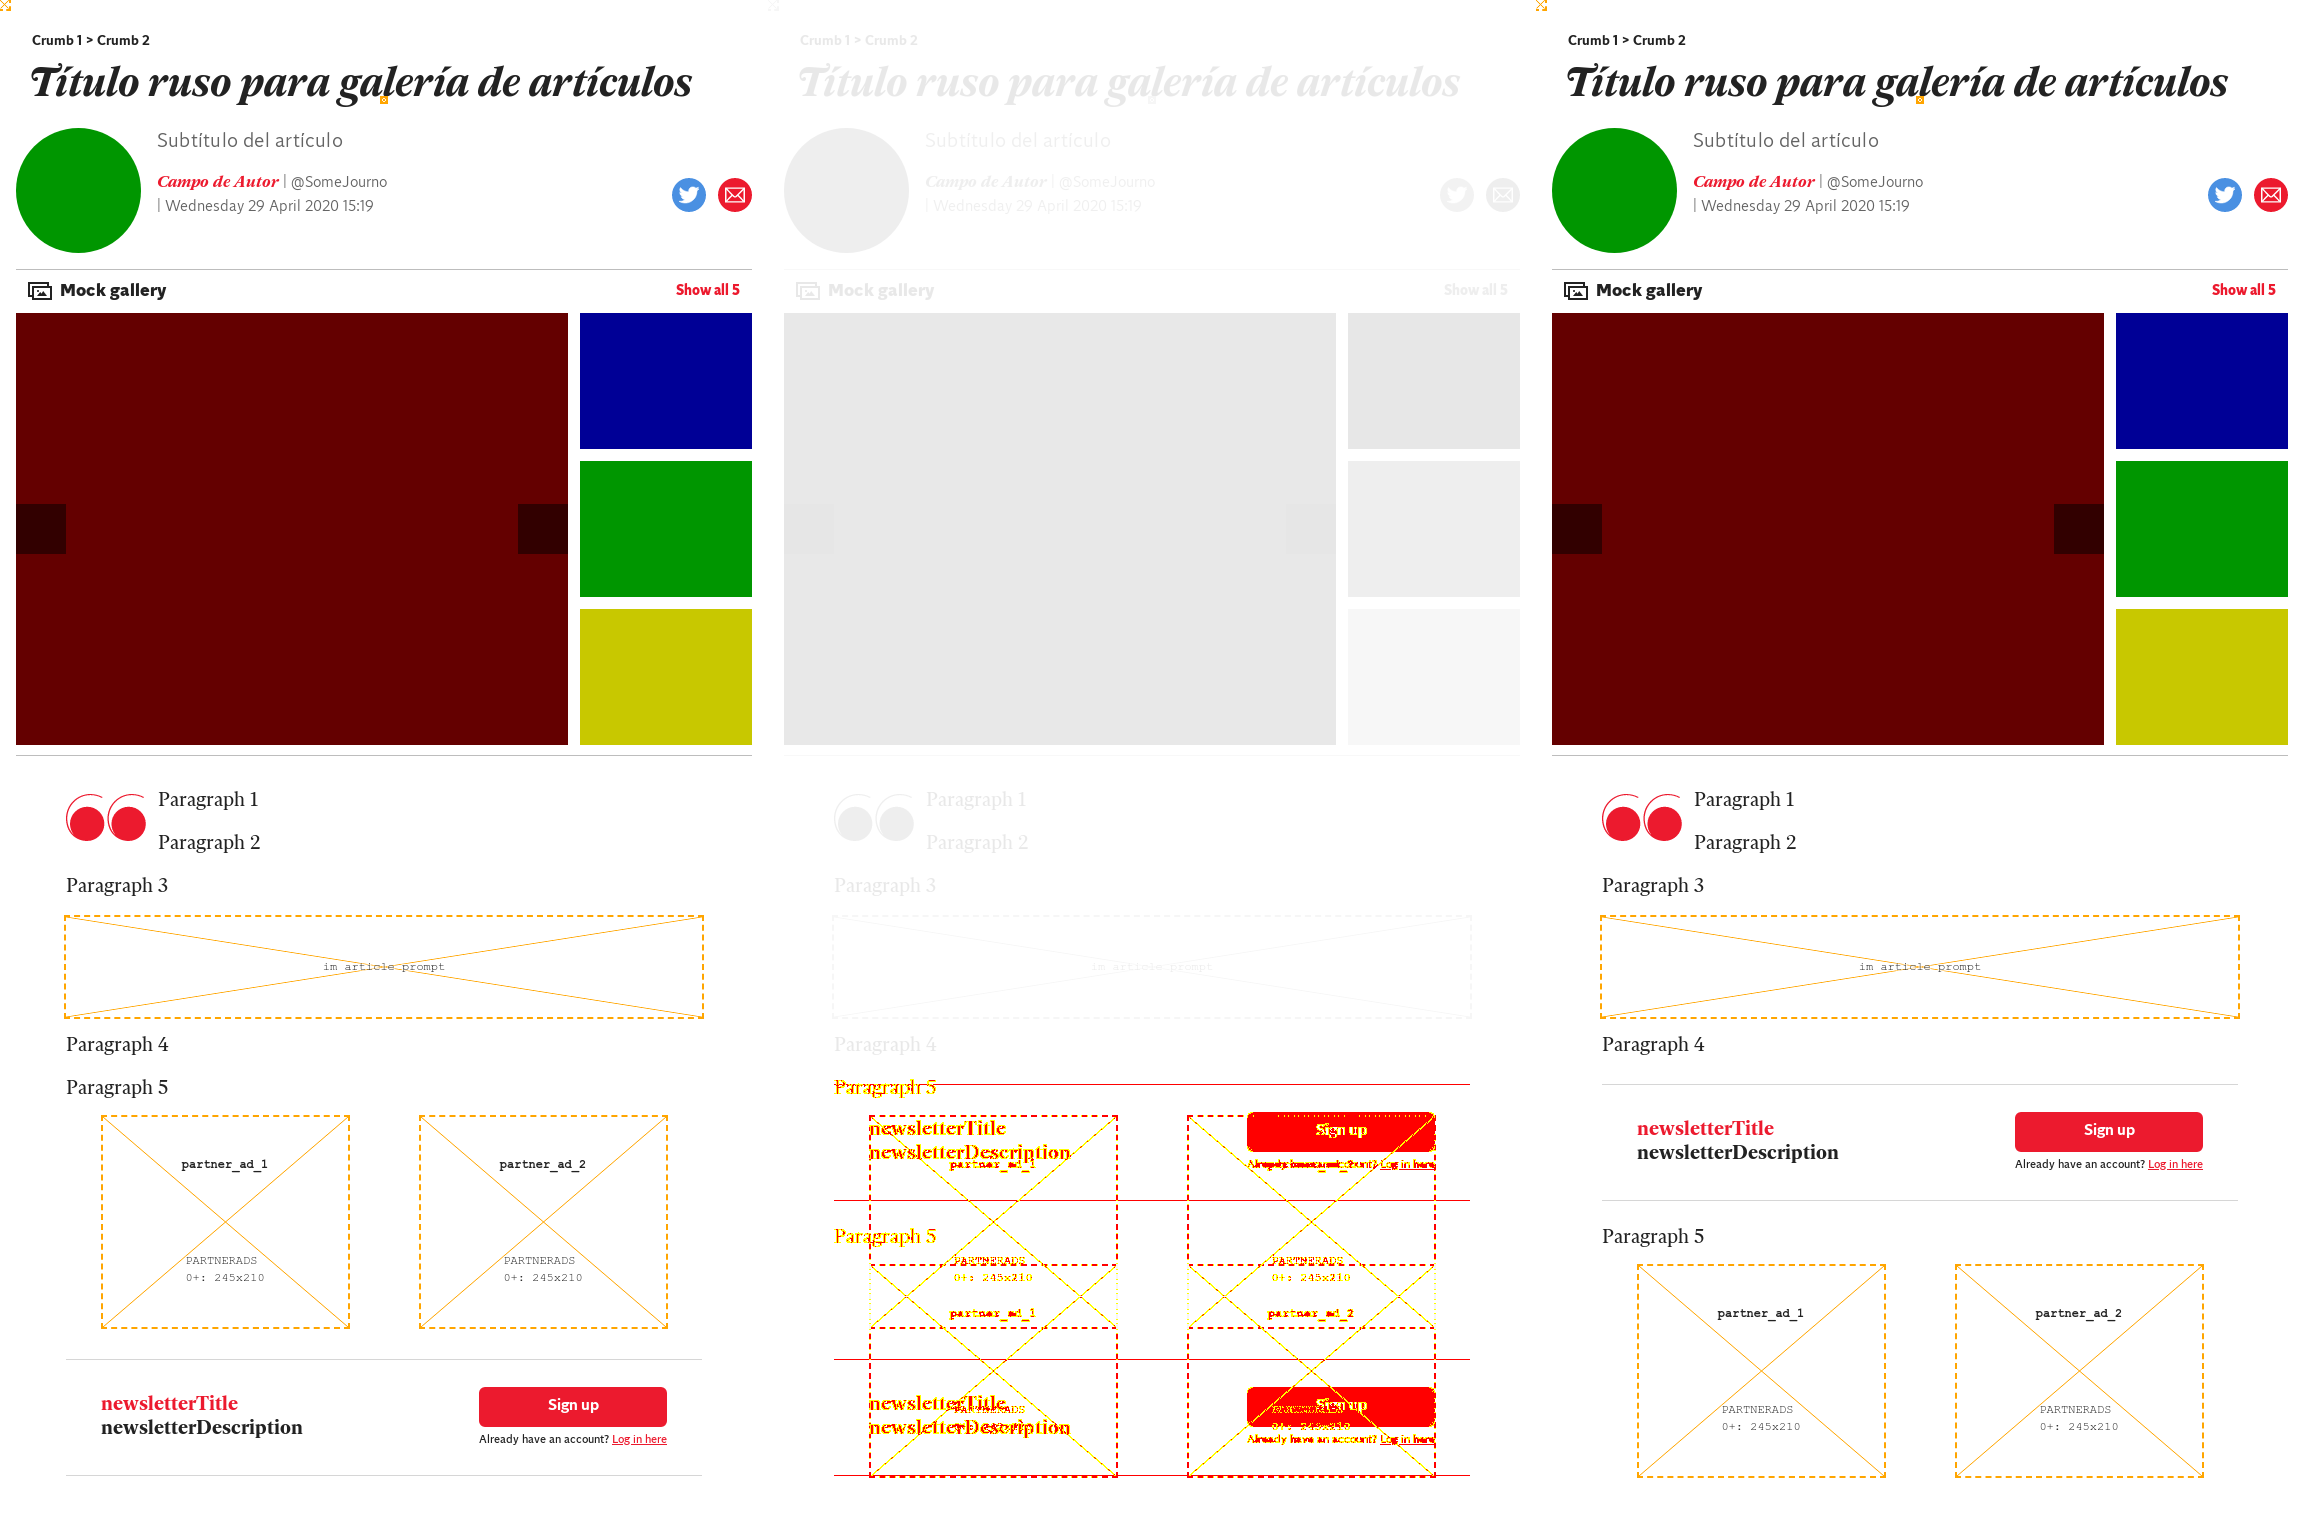 Crumb 1 > Crumb 2
Título ruso para galería de artículos
Subtítulo del artículo
Campo de Autor | @SomeJourno
| Wednesday 29 April 2020 15:19
Mock gallery
Show all 5
Paragraph 1
Paragraph 2
Paragraph 3
im article prompt
Paragraph 4
Paragraph 5
partner_ad_1
partner_ad_2
PARTNERADS
0+: 245x210
PARTNERADS
0+: 245x210
newsletterTitle
newsletterDescription
Sign up
Already have an account? Log in here
Crumb 1 > Crumb 2
Título ruso para galería de artículos
Subtítulo del artículo
Campo de Autor | @SomeJourno
| Wednesday 29 April 2020 15:19
Mock gallery
Show all 5
Paragraph 1
Paragraph 2
Paragraph 3
im article prompt
Paragraph 4
Paragraph 5
newsletterTitle
newsletterDescription
Sign up
partner_ad_1
Log in here
Paragraph 5
PARTNERADS
0+: 245x210
PARTNERADS
0+: 245x210
partner_ad_1
partner_ad_2
newsletterTitle
newsletterDescription
Sign up
Already have an account? Log in here
Crumb 1 > Crumb 2
Título ruso para galería de artículos
Subtítulo del artículo
Campo de Autor | @SomeJourno
| Wednesday 29 April 2020 15:19
Mock gallery
Show all 5
Paragraph 1
Paragraph 2
Paragraph 3
im article prompt
Paragraph 4
newsletterTitle
newsletterDescription
Sign up
Already have an account? Log in here
Paragraph 5
partner_ad_1
partner_ad_2
PARTNERADS
0+: 245x210
PARTNERADS
0+: 245x210